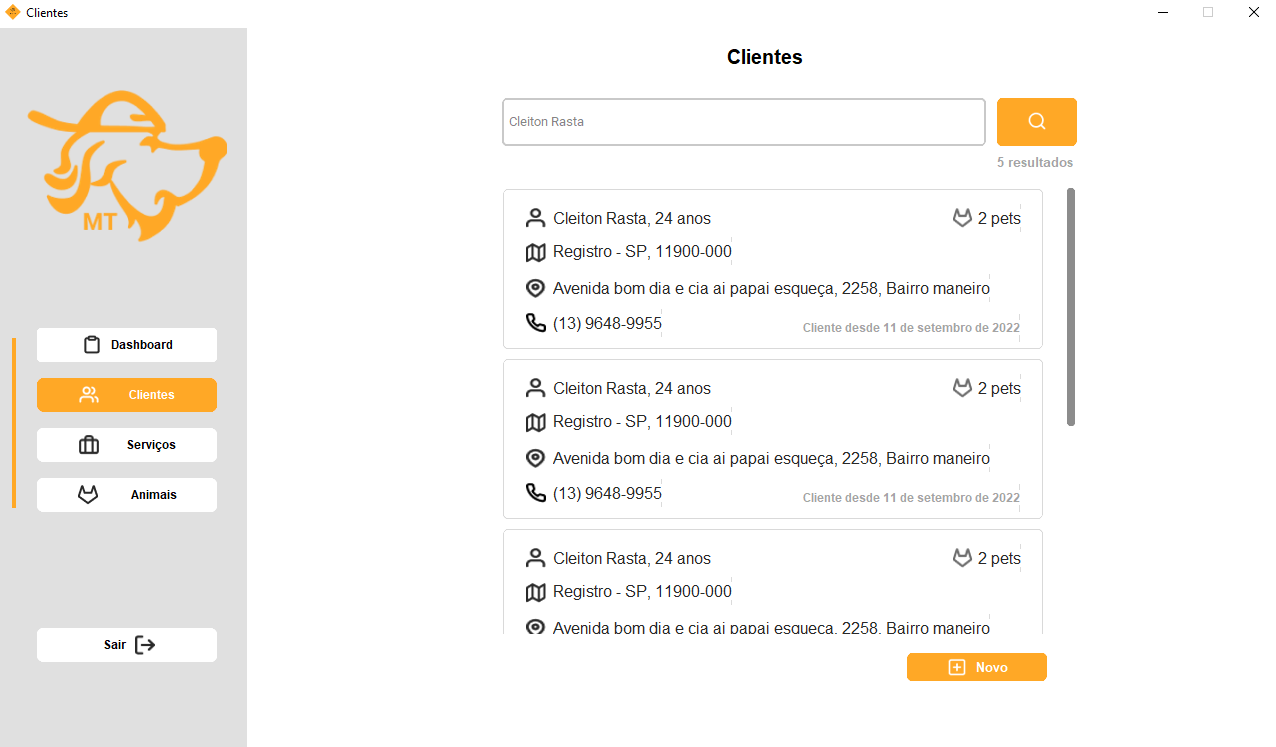 Clientes
MT
Dashboard
Clientes
Serviços
Animais
Sair
Clientes
Cleiton Rasta
5 resultados
Cleiton Rasta, 24 anos
2 pets
Registro - SP, 11900-000
Avenida bom dia e cia ai papai esqueça, 2258, Bairro maneiro
(13) 9648-9955
Cliente desde 11 de setembro de 2022
Cleiton Rasta, 24 anos
2 pets
Registro - SP, 11900-000
Avenida bom dia e cia ai papai esqueça, 2258, Bairro maneiro
(13) 9648-9955
Cliente desde 11 de setembro de 2022
Cleiton Rasta, 24 anos
2 pets
Registro - SP, 11900-000
Avenida bom dia e cia ai papai esqueça, 2258, Bairro maneiro
Novo